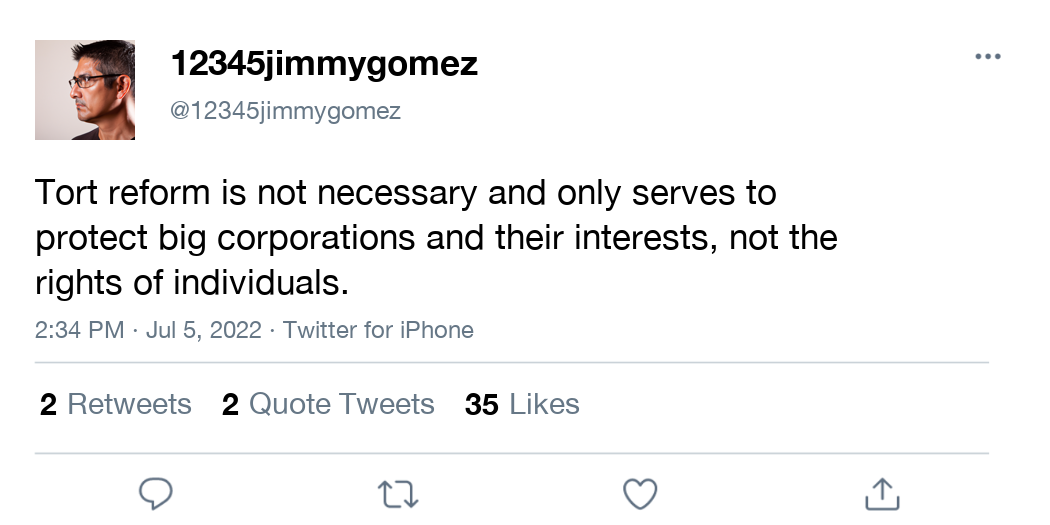 12345jimmygomez
@12345jimmygomez
Tort reform is not necessary and only serves to
protect big corporations and their interests, not the
rights of individuals.
2:34 PM · Jul 5, 2022 · Twitter for iPhone
2 Retweets 2 Quote Tweets 35 Likes